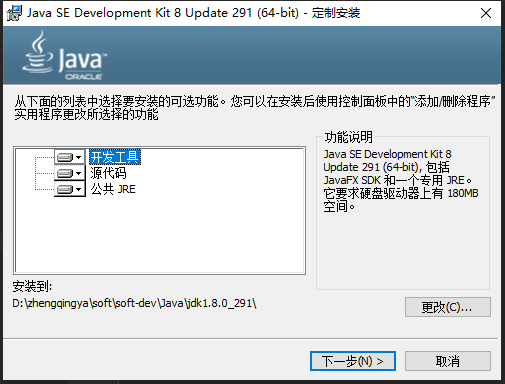 Java SE Development Kit 8 Update 291 (64-bit) - 定制安装
Java
ORACLE
从下面的列表中选择要安装的可选功能。您可以在安装后使用控制面板中的“添加/删除程序”
实用程序更改所选择的功能
开发工具
源代码
公共 JRE
功能说明
Java SE Development Kit 8
Update 291 (64-bit), 包括
JavaFX SDK 和一个专用 JRE。
它要求硬盘驱动器上有 180MB
空间。
安装到:
D:\zhengqingya\soft\soft-dev\Java\jdk1.8.0_291\
更改(C)...
下一步(N) >
取消